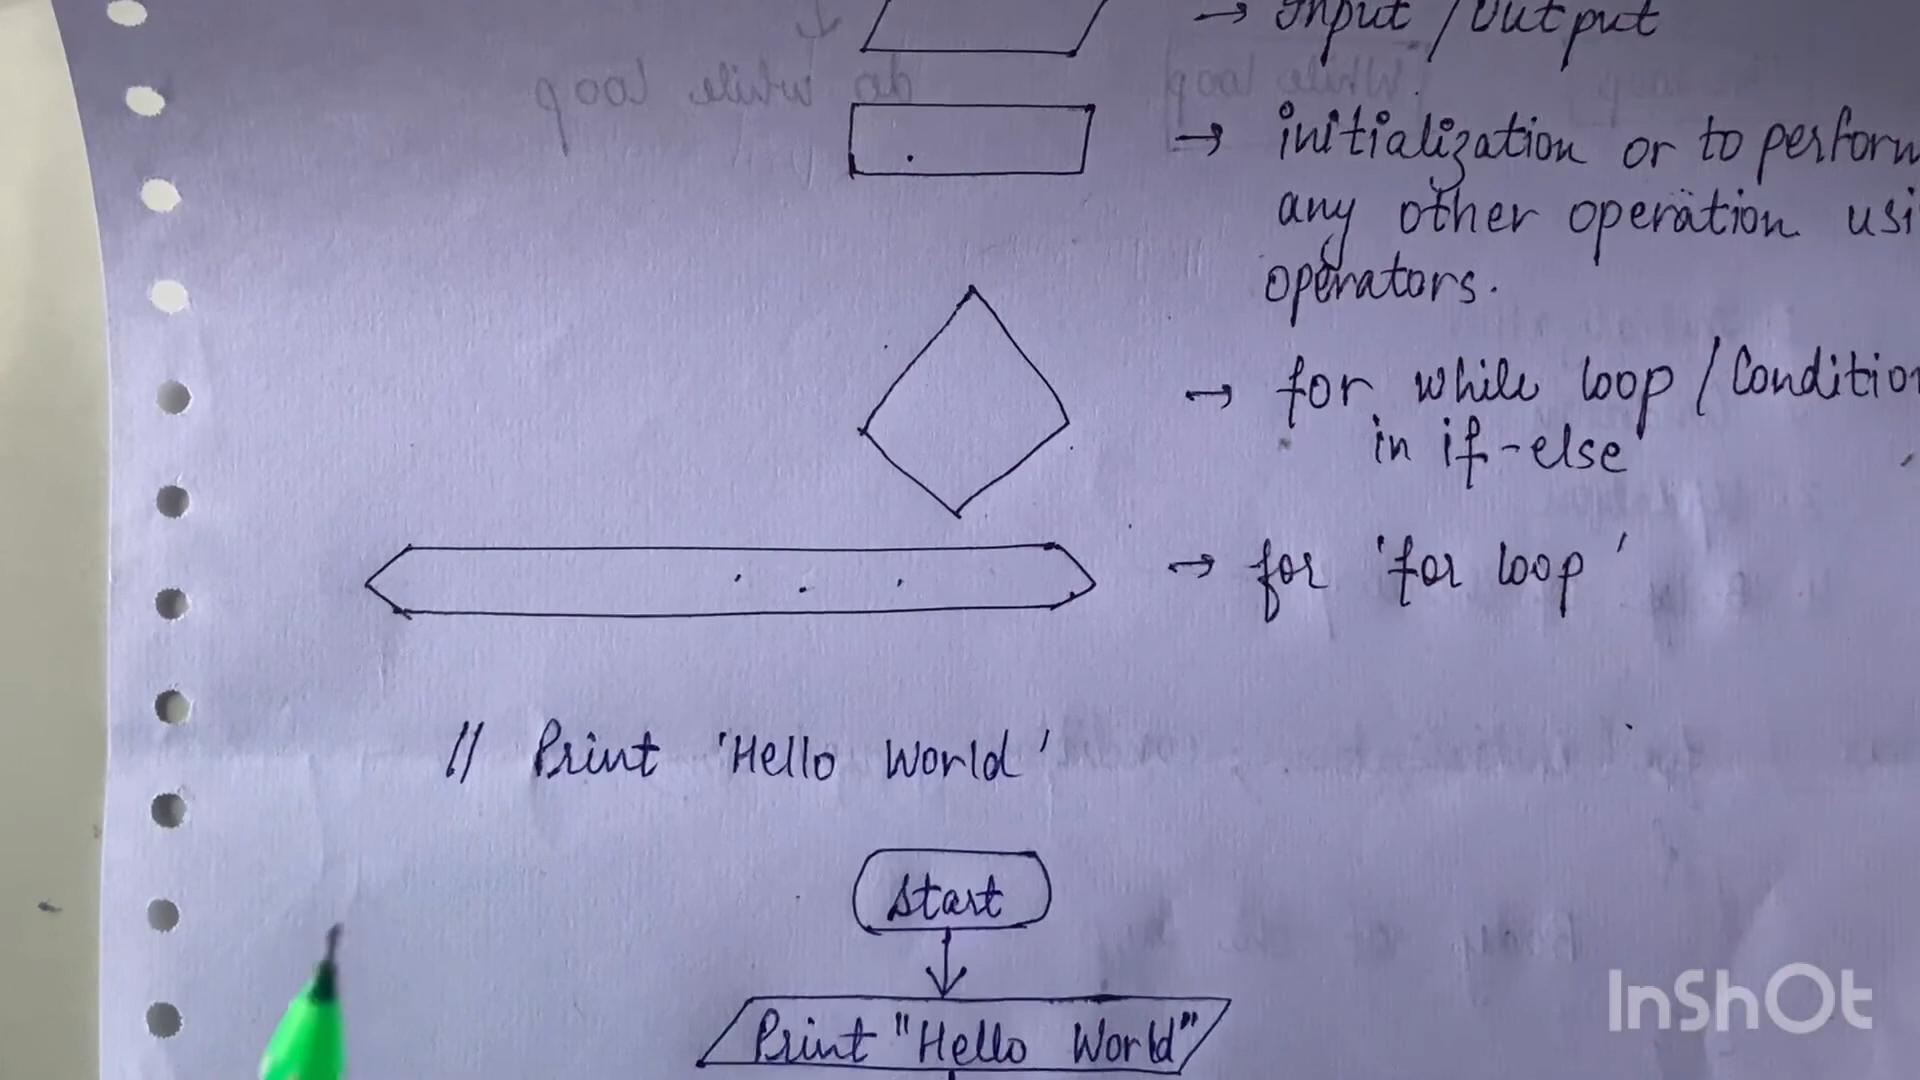 → Input / Output
→ initialization or to perform
any other operation usi
operators.
→ for while loop / Condition
in if-else
→ for 'for loop'
// Print 'Hello World'
Start
Print "Hello World"
InShOt